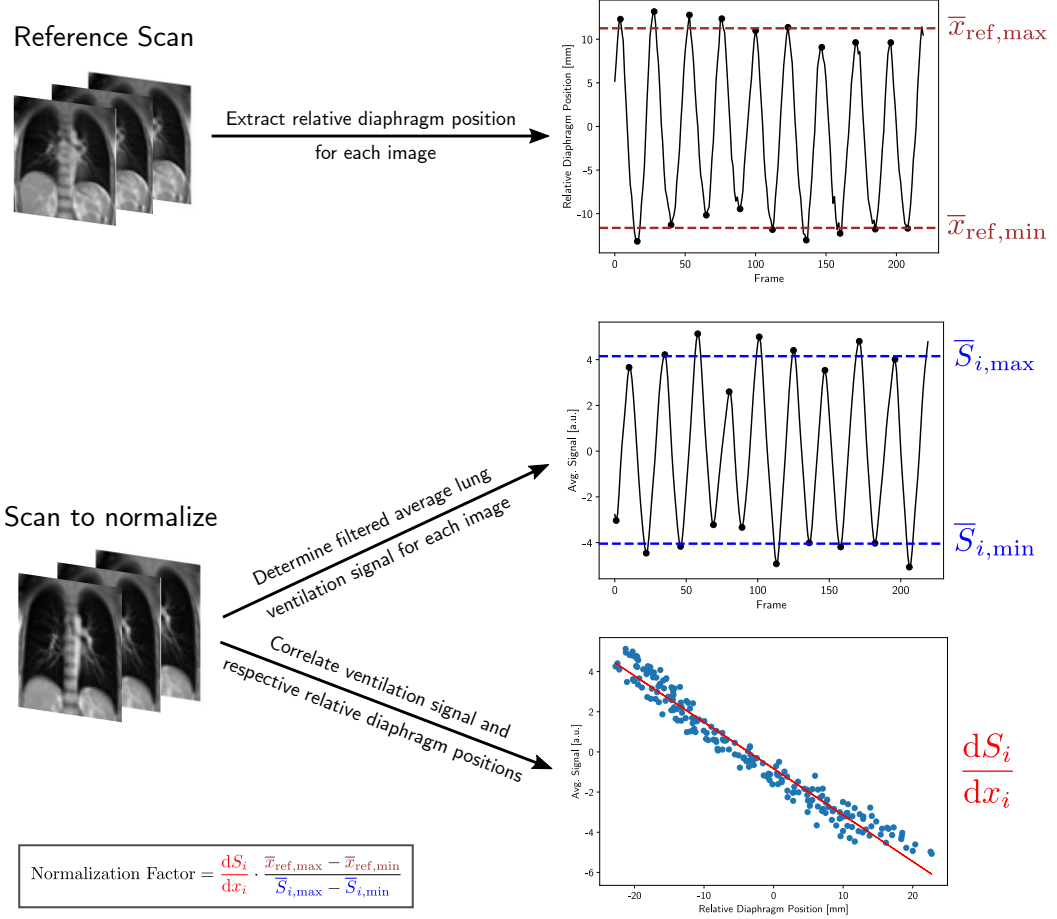 Reference Scan
Extract relative diaphragm position
for each image
Relative Diaphragm Position [mm]
10
5
0
−5
−10
0 50 100 150 200
Frame
x̅ref,max
x̅ref,min
Scan to normalize
Determine filtered average lung
ventilation signal for each image
Avg. Signal [a.u.]
4
2
0
−2
−4
0 50 100 150 200
Frame
S̅i,max
S̅i,min
Correlate ventilation signal and
respective relative diaphragm positions
Avg. Signal [a.u.]
4
2
0
−2
−4
−6
−20 −10 0 10 20
Relative Diaphragm Position [mm]
dSi
dxi
Normalization Factor = dSi/dxi · (x̅ref,max − x̅ref,min)/(S̅i,max − S̅i,min)